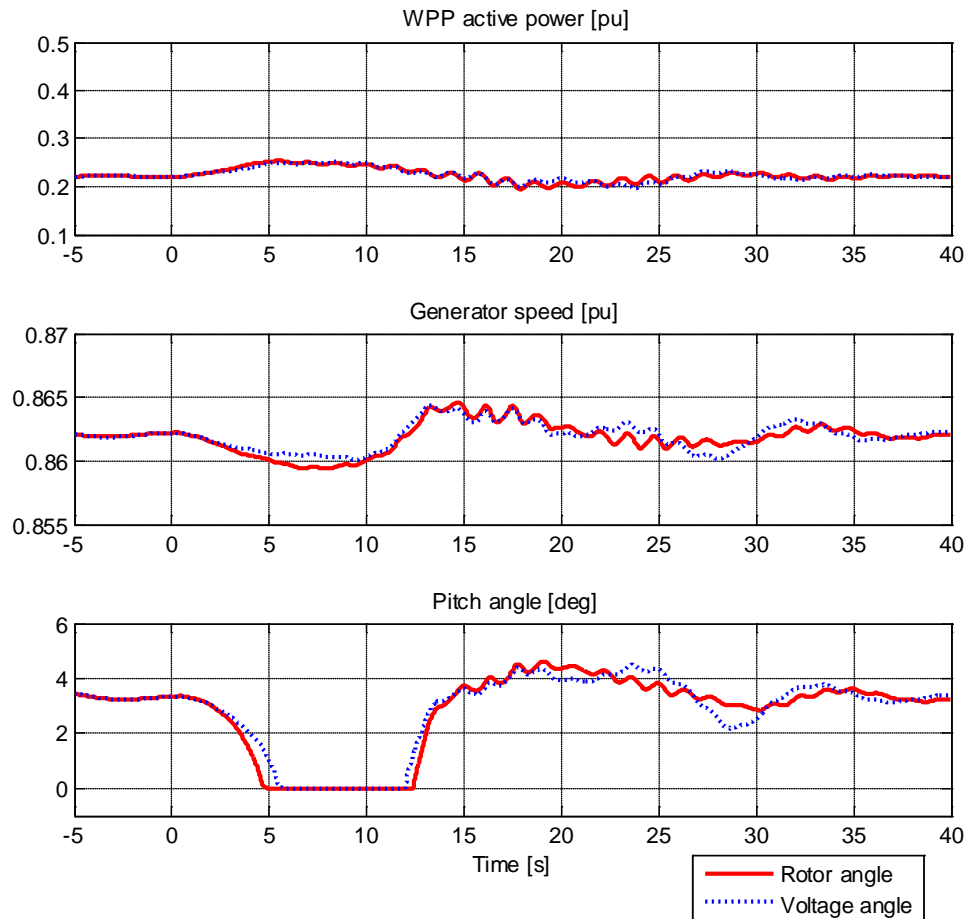 WPP active power [pu]
0.5
0.4
0.3
0.2
0.1
-5 0 5 10 15 20 25 30 35 40
Generator speed [pu]
0.87
0.865
0.86
0.855
-5 0 5 10 15 20 25 30 35 40
Pitch angle [deg]
6
4
2
0
-5 0 5 10 15 20 25 30 35 40
Time [s]
Rotor angle
Voltage angle